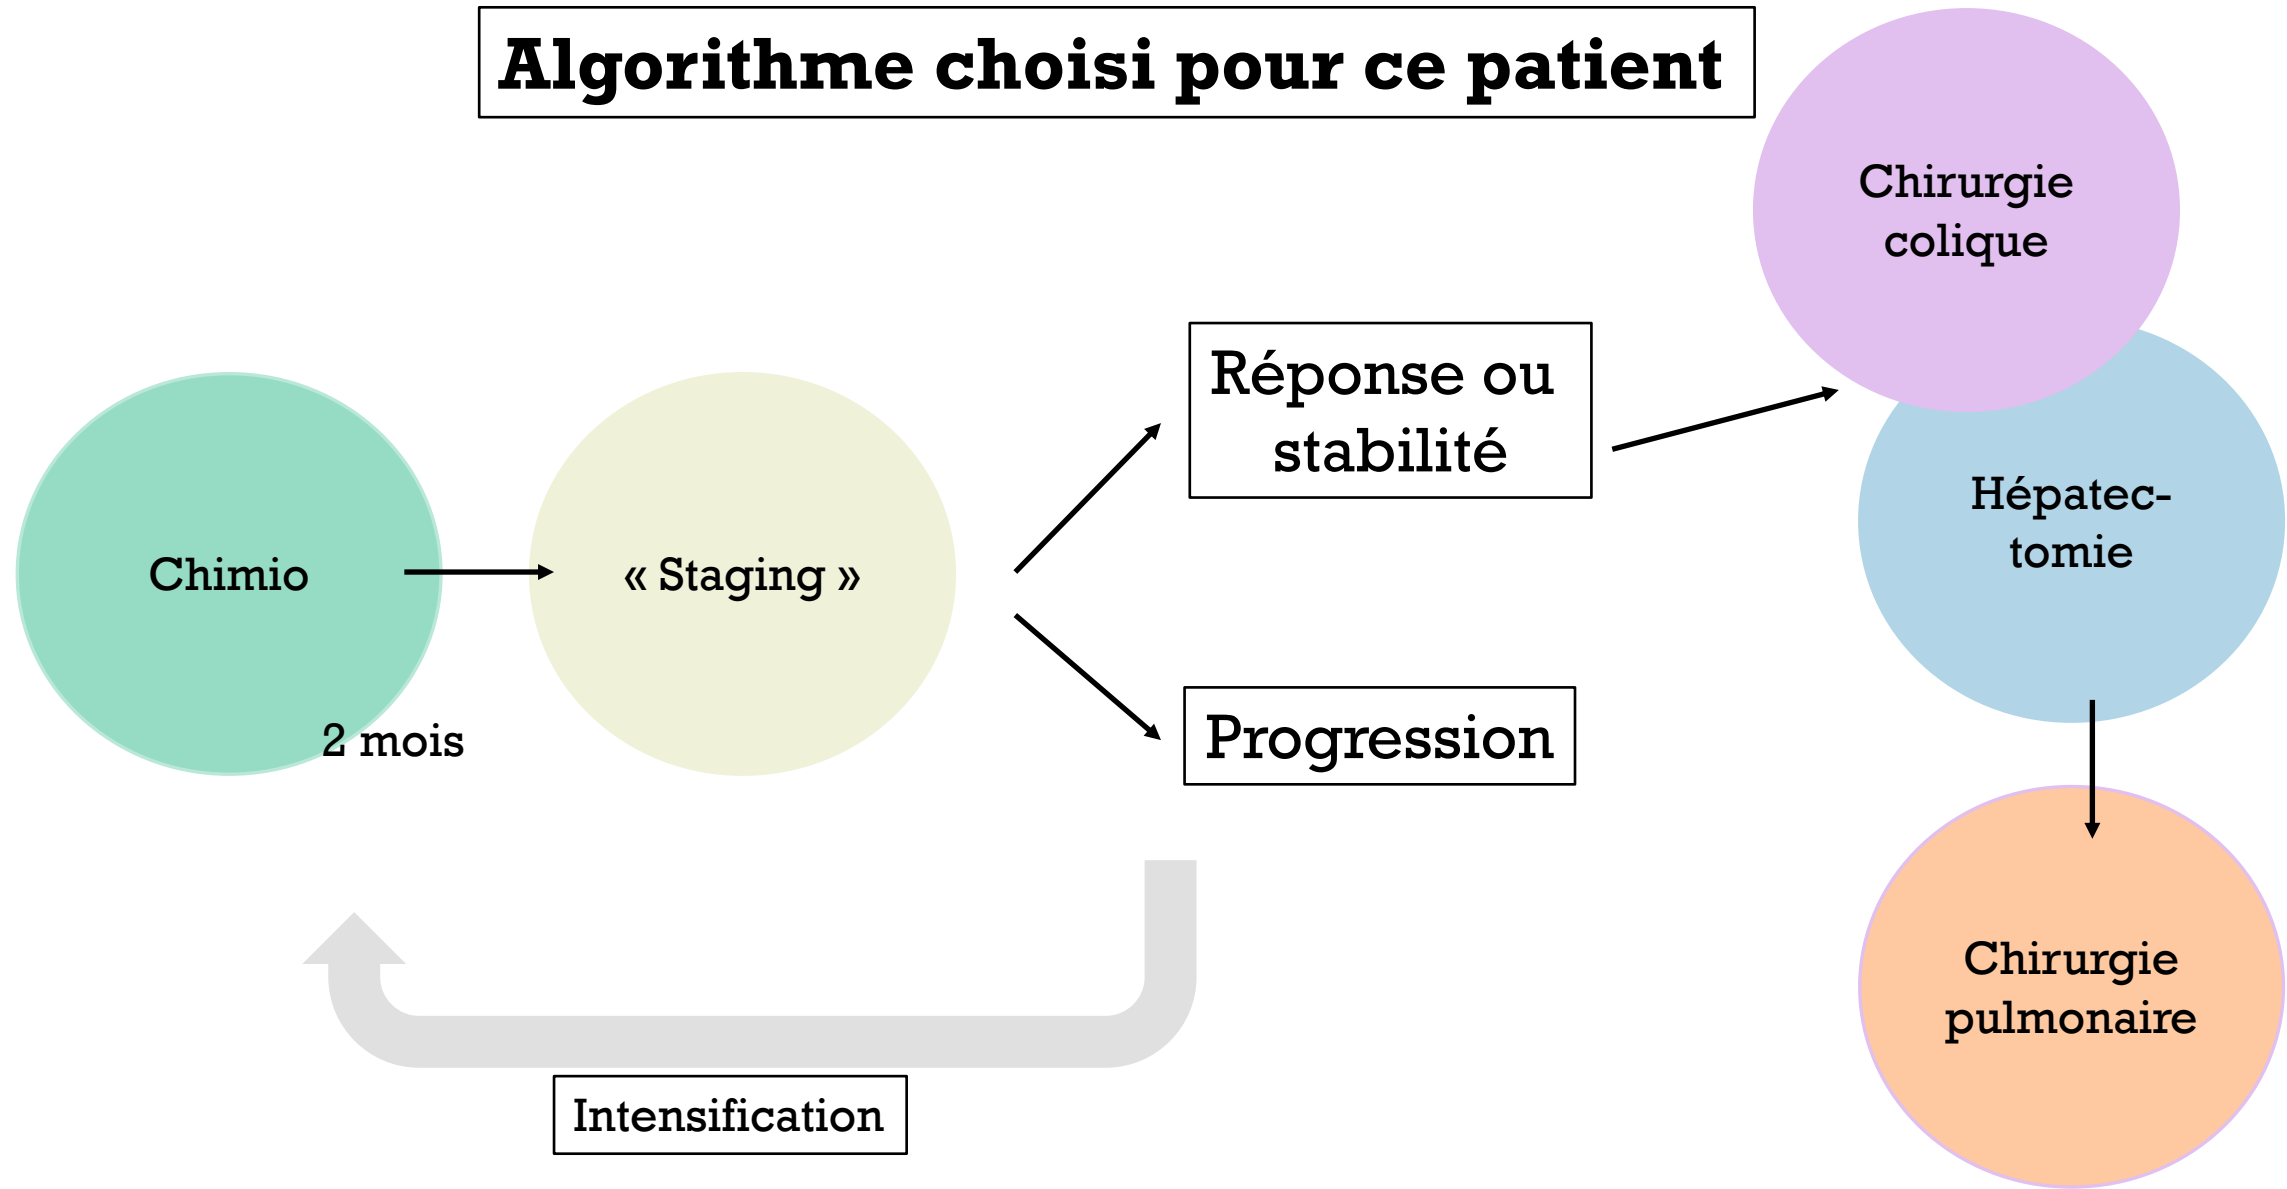 Algorithme choisi pour ce patient
Chirurgie
colique
Réponse ou
stabilité
Hépatec-
tomie
Chimio
« Staging »
2 mois
Progression
Chirurgie
pulmonaire
Intensification